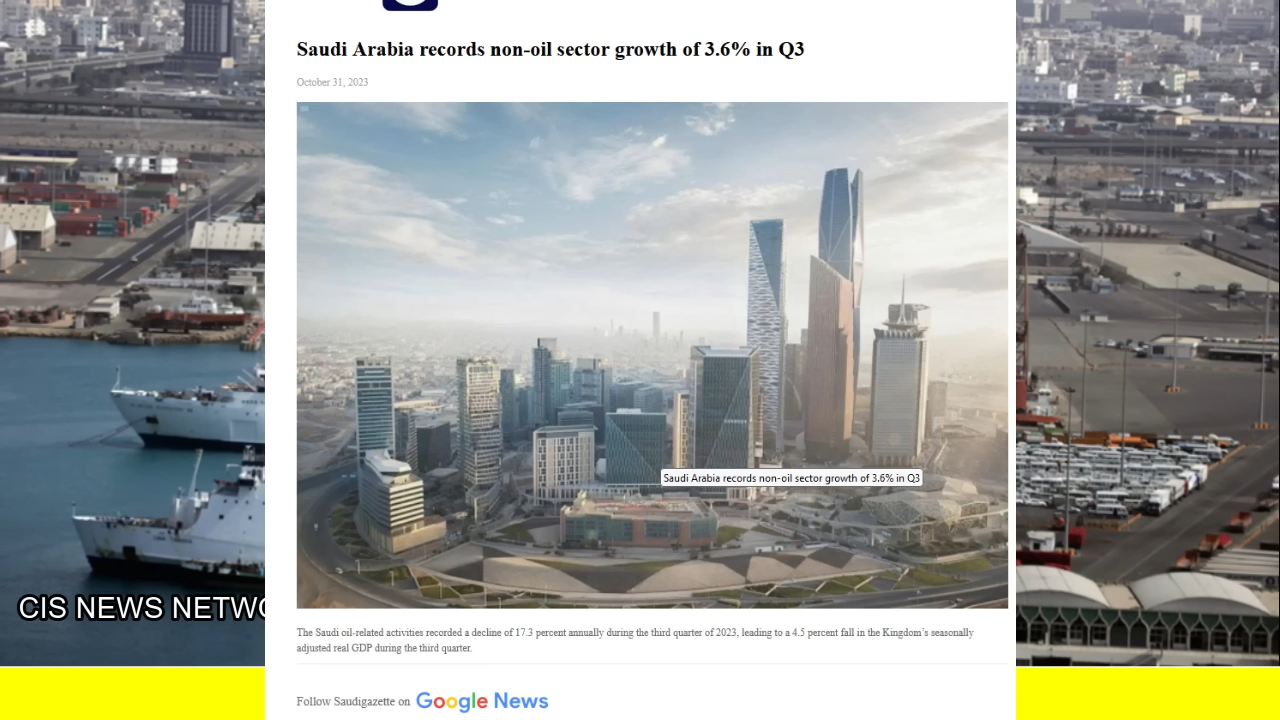 Saudi Arabia records non-oil sector growth of 3.6% in Q3
October 31, 2023
Saudi Arabia records non-oil sector growth of 3.6% in Q3
CIS NEWS NETWO
The Saudi oil-related activities recorded a decline of 17.3 percent annually during the third quarter of 2023, leading to a 4.5 percent fall in the Kingdom's seasonally
adjusted real GDP during the third quarter.
Follow Saudigazette on Google News